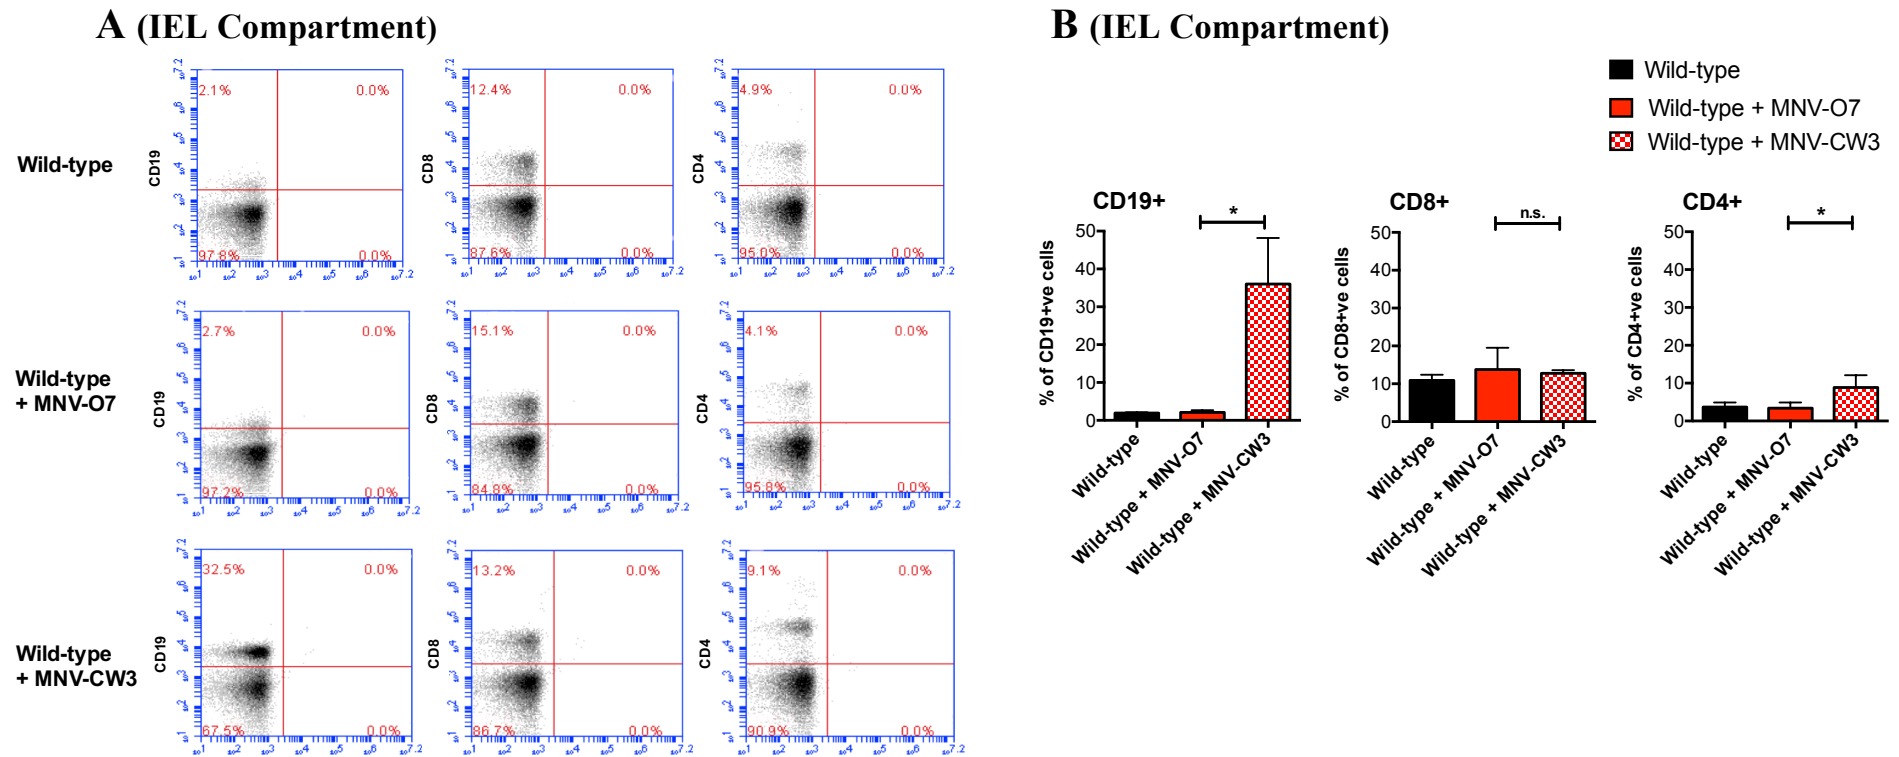 A (IEL Compartment)
Wild-type
CD19
2.1%
0.0%
97.8%
0.0%
CD8
12.4%
0.0%
87.6%
0.0%
CD4
4.9%
0.0%
95.0%
0.0%
Wild-type
+ MNV-O7
CD19
2.7%
0.0%
97.2%
0.0%
CD8
15.1%
0.0%
84.8%
0.0%
CD4
4.1%
0.0%
95.8%
0.0%
Wild-type
+ MNV-CW3
CD19
32.5%
0.0%
67.5%
0.0%
CD8
13.2%
0.0%
86.7%
0.0%
CD4
9.1%
0.0%
90.9%
0.0%
B (IEL Compartment)
Wild-type
Wild-type + MNV-O7
Wild-type + MNV-CW3
CD19+
*
% of CD19+ve cells
50
40
30
20
10
0
Wild-type
Wild-type + MNV-O7
Wild-type + MNV-CW3
CD8+
n.s.
% of CD8+ve cells
50
40
30
20
10
0
Wild-type
Wild-type + MNV-O7
Wild-type + MNV-CW3
CD4+
*
% of CD4+ve cells
50
40
30
20
10
0
Wild-type
Wild-type + MNV-O7
Wild-type + MNV-CW3